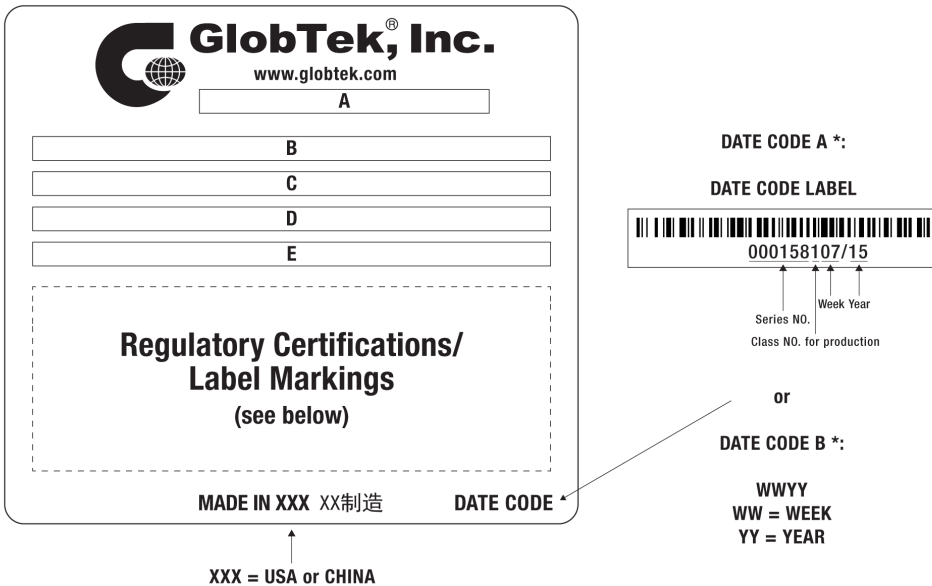 GlobTek,® Inc.
www.globtek.com
A
B
C
D
E
Regulatory Certifications/
Label Markings
(see below)
MADE IN XXX XX制造 DATE CODE
XXX = USA or CHINA
DATE CODE A *:
DATE CODE LABEL
000158107/15
Week Year
Series NO.
Class NO. for production
or
DATE CODE B *:
WWYY
WW = WEEK
YY = YEAR